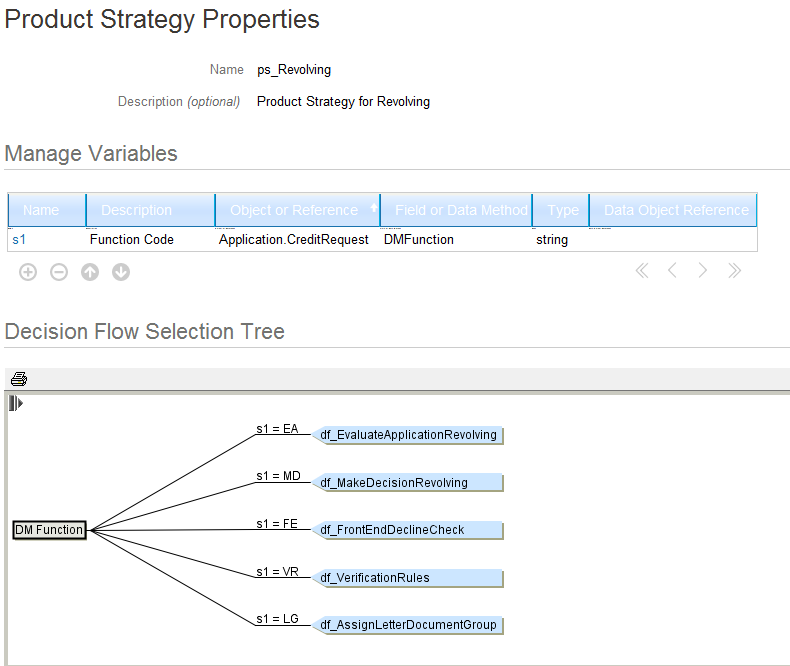 Product Strategy Properties
Name ps_Revolving
Description (optional) Product Strategy for Revolving
Manage Variables
Name Description Object or Reference Field or Data Method Type Data Object Reference
s1 Function Code Application.CreditRequest DMFunction string
Decision Flow Selection Tree
s1 = EA df_EvaluateApplicationRevolving
s1 = MD df_MakeDecisionRevolving
DM Function s1 = FE df_FrontEndDeclineCheck
s1 = VR df_VerificationRules
s1 = LG df_AssignLetterDocumentGroup